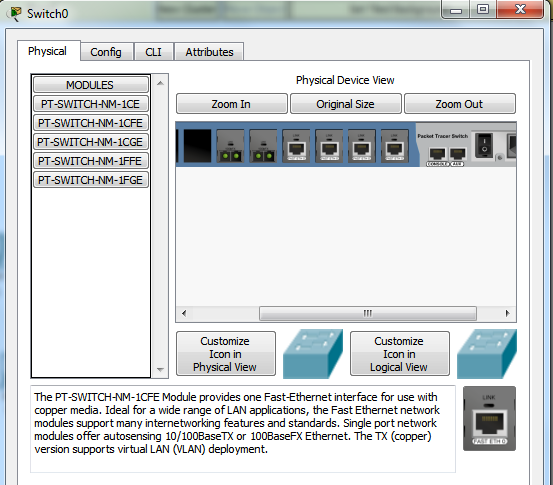 Switch0
Physical
Config
CLI
Attributes
MODULES
PT-SWITCH-NM-1CE
PT-SWITCH-NM-1CFE
PT-SWITCH-NM-1CGE
PT-SWITCH-NM-1FFE
PT-SWITCH-NM-1FGE
Physical Device View
Zoom In
Original Size
Zoom Out
Packet Tracer Switch
CONSOLE
AUX
Customize
Icon in
Physical View
Customize
Icon in
Logical View
The PT-SWITCH-NM-1CFE Module provides one Fast-Ethernet interface for use with
copper media. Ideal for a wide range of LAN applications, the Fast Ethernet network
modules support many internetworking features and standards. Single port network
modules offer autosensing 10/100BaseTX or 100BaseFX Ethernet. The TX (copper)
version supports virtual LAN (VLAN) deployment.
LINK
FAST ETH 0